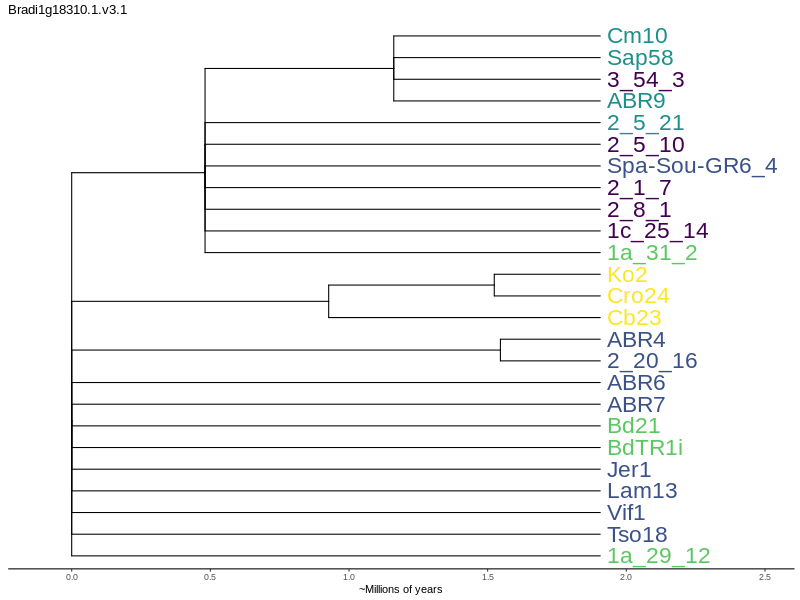 Bradi1g18310.1.v3.1
Cm10
Sap58
3_54_3
ABR9
2_5_21
2_5_10
Spa-Sou-GR6_4
2_1_7
2_8_1
1c_25_14
1a_31_2
Ko2
Cro24
Cb23
ABR4
2_20_16
ABR6
ABR7
Bd21
BdTR1i
Jer1
Lam13
Vif1
Tso18
1a_29_12
0.0 0.5 1.0 1.5 2.0 2.5
~Millions of years